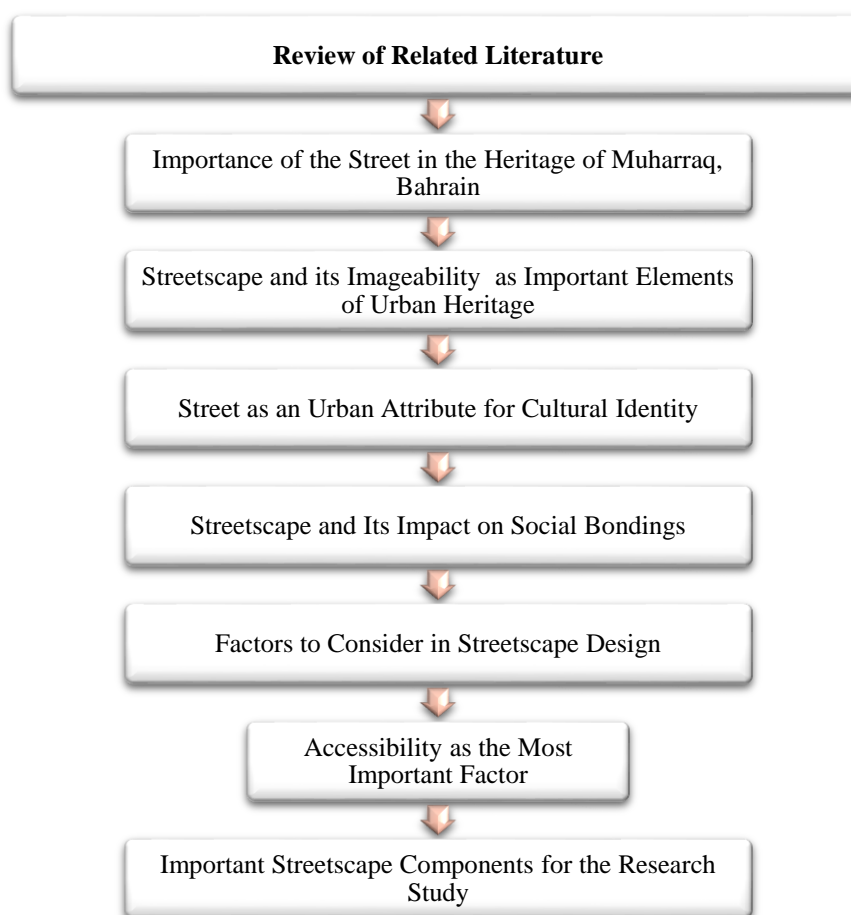 Review of Related Literature
Importance of the Street in the Heritage of Muharraq,
Bahrain
Streetscape and its Imageability as Important Elements
of Urban Heritage
Street as an Urban Attribute for Cultural Identity
Streetscape and Its Impact on Social Bondings
Factors to Consider in Streetscape Design
Accessibility as the Most
Important Factor
Important Streetscape Components for the Research
Study